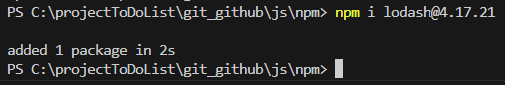 PS C:\projectToDoList\git_github\js\npm> npm i lodash@4.17.21
added 1 package in 2s
PS C:\projectToDoList\git_github\js\npm>